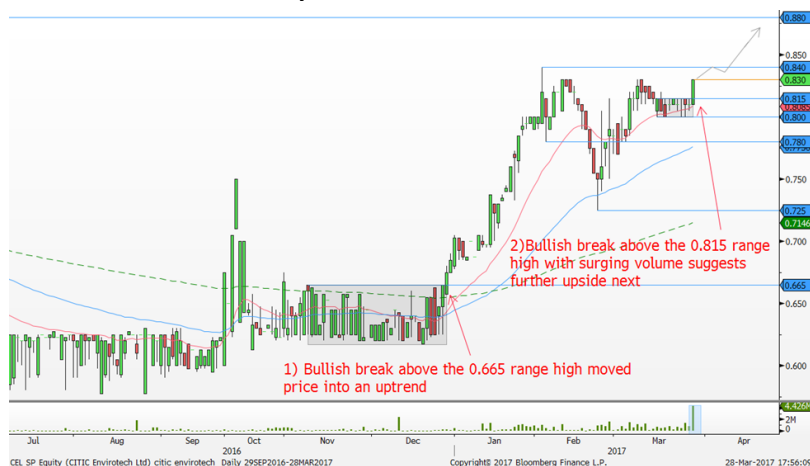 0.880
0.850
0.840
0.830
0.815
0.800
0.780
0.750
0.725
0.7146
0.700
0.665
0.650
0.600
2)Bullish break above the 0.815 range
high with surging volume suggests
further upside next
1) Bullish break above the 0.665 range high moved
price into an uptrend
4.426M
2M
0
Jul Aug Sep Oct Nov Dec Jan Feb Mar Apr
2016 2017
CEL SP Equity (CITIC Envirotech Ltd) citic envirotech Daily 29SEP2016-28MAR2017 Copyright© 2017 Bloomberg Finance L.P. 28-Mar-2017 17:56:09